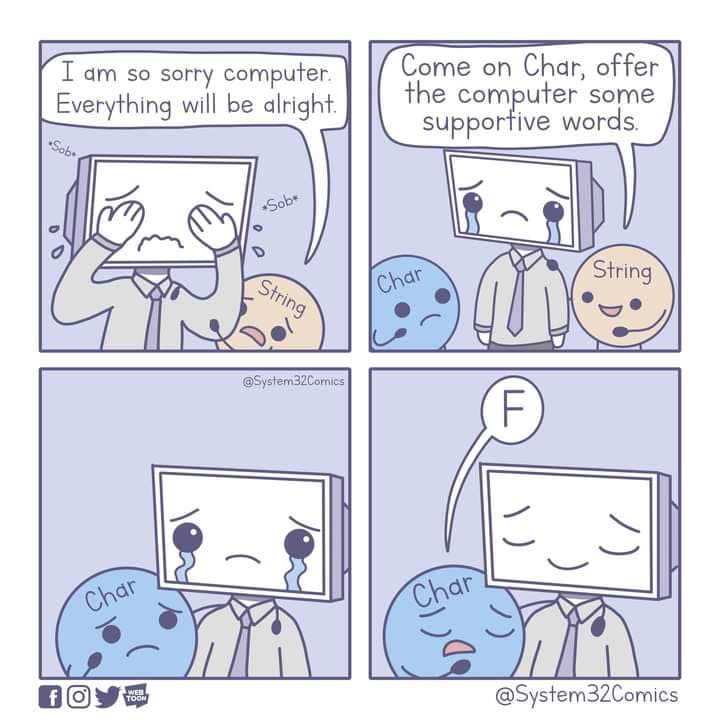 I am so sorry computer.
Everything will be alright.
*Sob*
*Sob*
String
Come on Char, offer
the computer some
supportive words.
Char
String
@System32Comics
Char
F
Char
f
WEB
TOON
@System32Comics